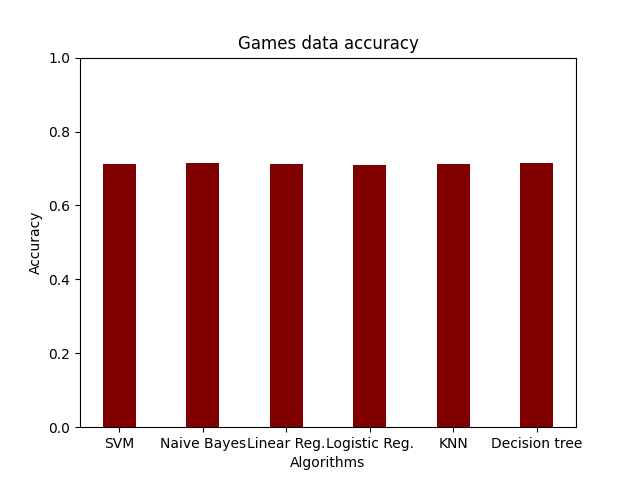 Games data accuracy
1.0
0.8
0.6
0.4
0.2
0.0
Accuracy
SVM Naive Bayes Linear Reg. Logistic Reg. KNN Decision tree
Algorithms